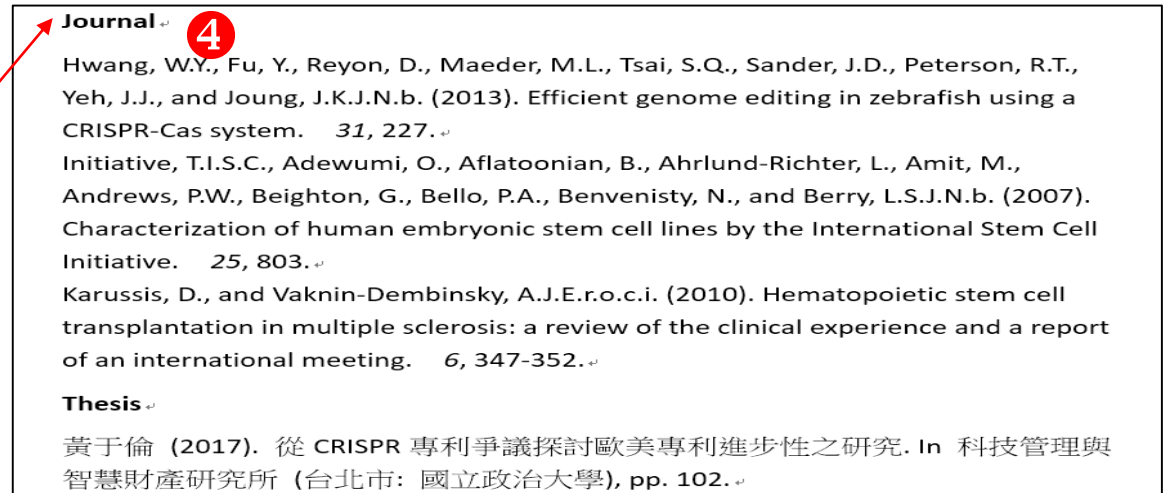 Journal
4
Hwang, W.Y., Fu, Y., Reyon, D., Maeder, M.L., Tsai, S.Q., Sander, J.D., Peterson, R.T.,
Yeh, J.J., and Joung, J.K.J.N.b. (2013). Efficient genome editing in zebrafish using a
CRISPR-Cas system. 31, 227.
Initiative, T.I.S.C., Adewumi, O., Aflatoonian, B., Ahrlund-Richter, L., Amit, M.,
Andrews, P.W., Beighton, G., Bello, P.A., Benvenisty, N., and Berry, L.S.J.N.b. (2007).
Characterization of human embryonic stem cell lines by the International Stem Cell
Initiative. 25, 803.
Karussis, D., and Vaknin-Dembinsky, A.J.E.r.o.c.i. (2010). Hematopoietic stem cell
transplantation in multiple sclerosis: a review of the clinical experience and a report
of an international meeting. 6, 347-352.
Thesis
黃于倫 (2017). 從 CRISPR 專利爭議探討歐美專利進步性之研究. In 科技管理與
智慧財產研究所 (台北市: 國立政治大學), pp. 102.